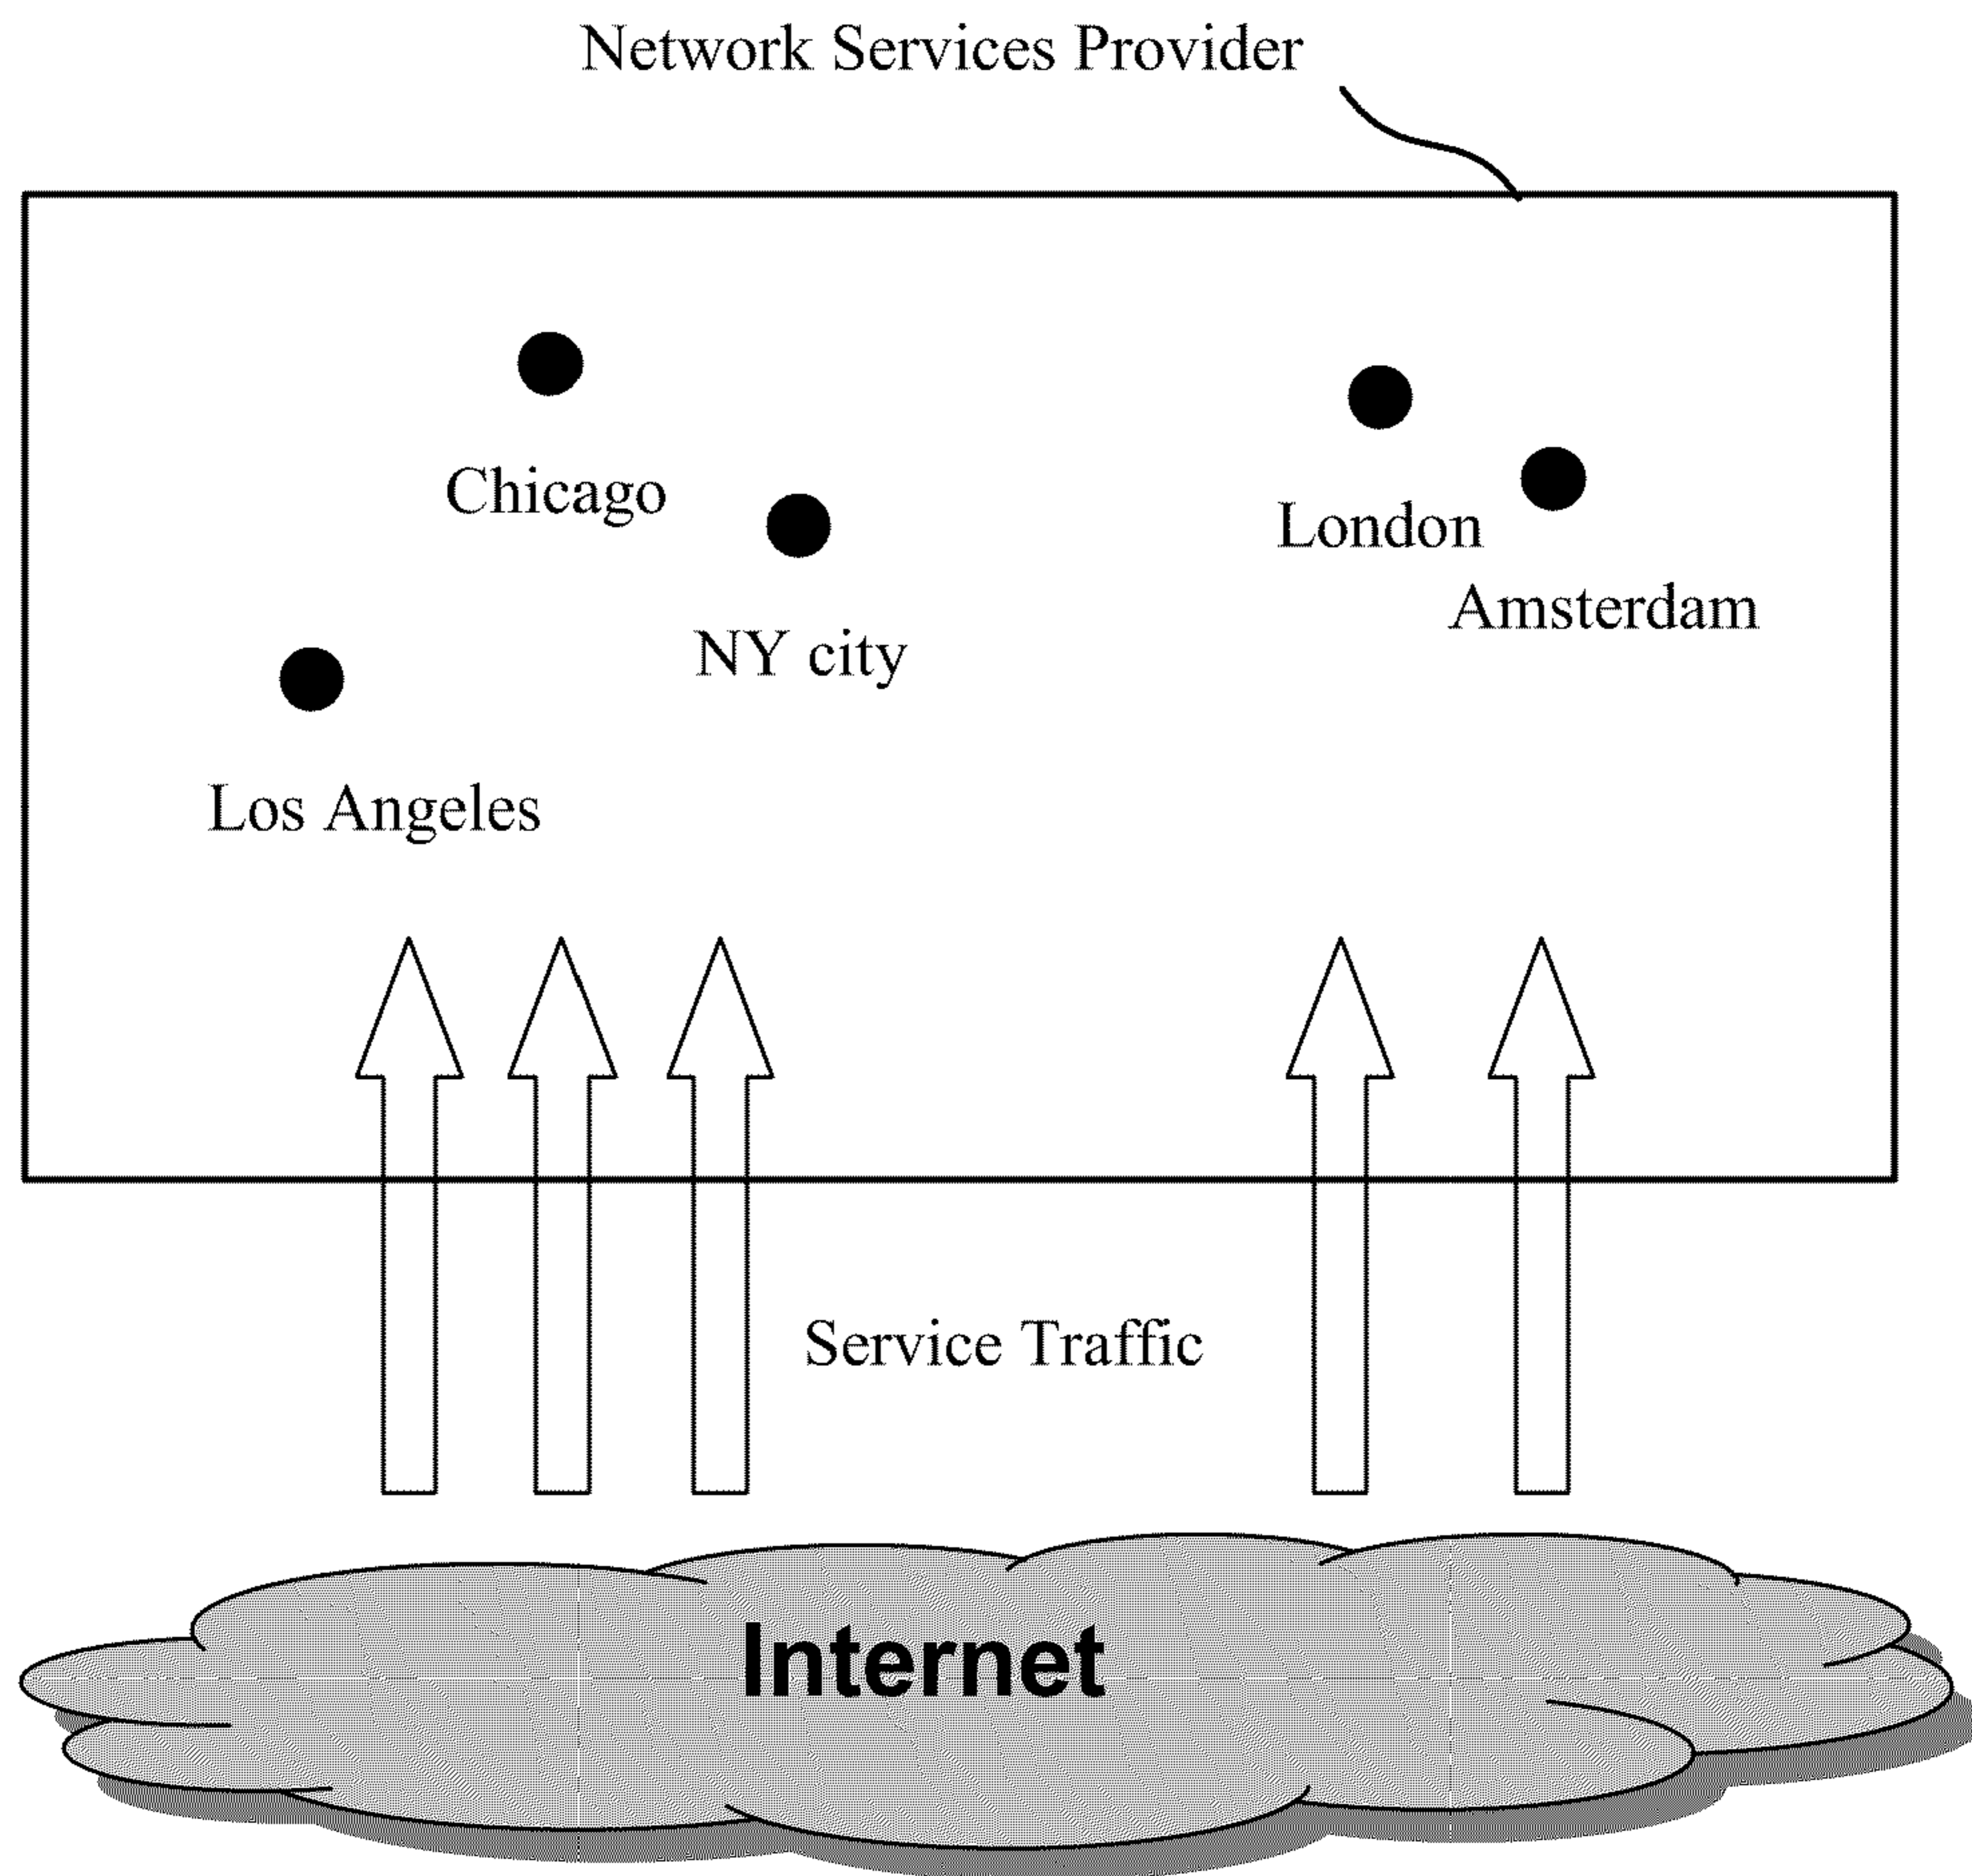 Network Services Provider
Chicago
London
NY city
Amsterdam
Los Angeles
Service Traffic
Internet